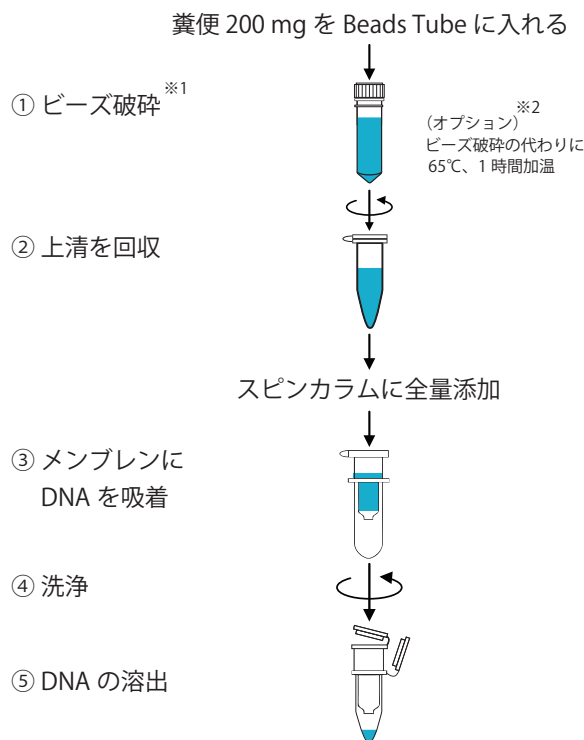 糞便 200 mg を Beads Tube に入れる
① ビーズ破砕 ※1
※2
（オプション）
ビーズ破砕の代わりに
65℃、1 時間加温
② 上清を回収
スピンカラムに全量添加
③ メンブレンに
DNA を吸着
④ 洗浄
⑤ DNA の溶出